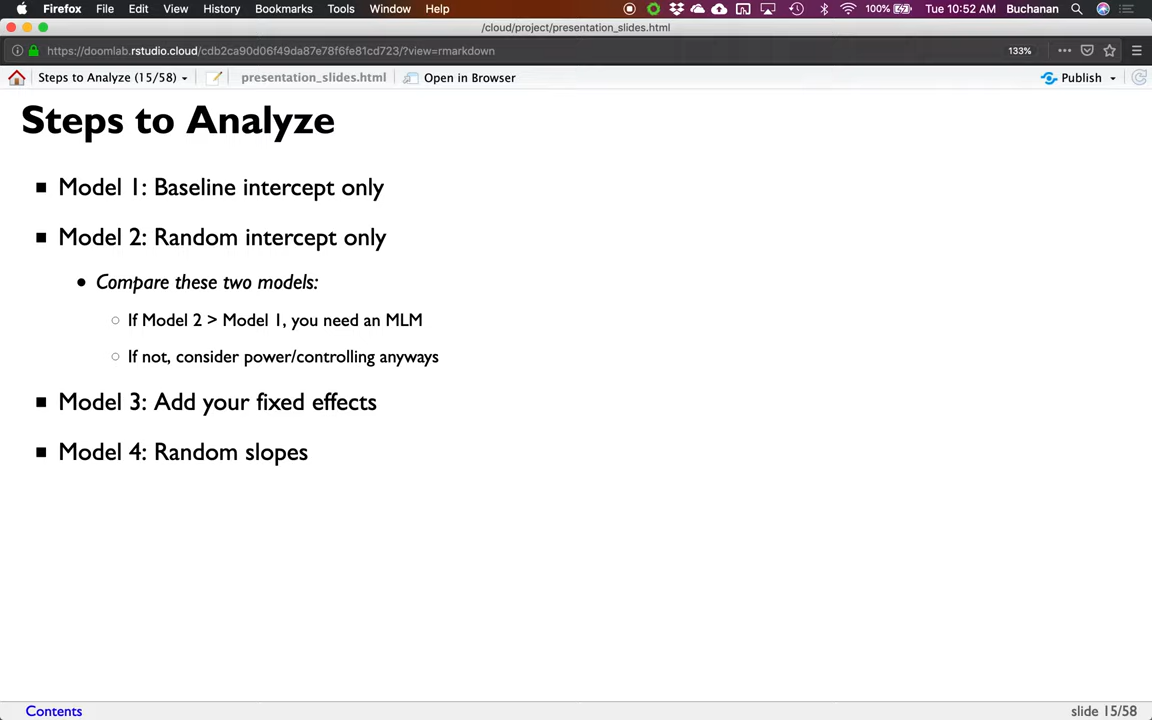 Firefox File Edit View History Bookmarks Tools Window Help 100% Tue 10:52 AM Buchanan
/cloud/project/presentation_slides.html
https://doomlab.rstudio.cloud/cdb2ca90d06f49da87e78f6fe81cd723/?view=rmarkdown 133%
Steps to Analyze (15/58) presentation_slides.html Open in Browser Publish
Steps to Analyze
Model 1: Baseline intercept only
Model 2: Random intercept only
Compare these two models:
If Model 2 > Model 1, you need an MLM
If not, consider power/controlling anyways
Model 3: Add your fixed effects
Model 4: Random slopes
Contents slide 15/58